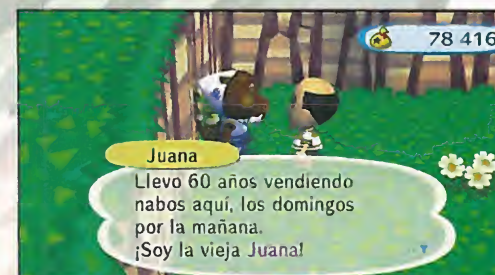 78 416
Juana
Llevo 60 años vendiendo
nabos aquí, los domingos
por la mañana.
¡Soy la vieja Juana!